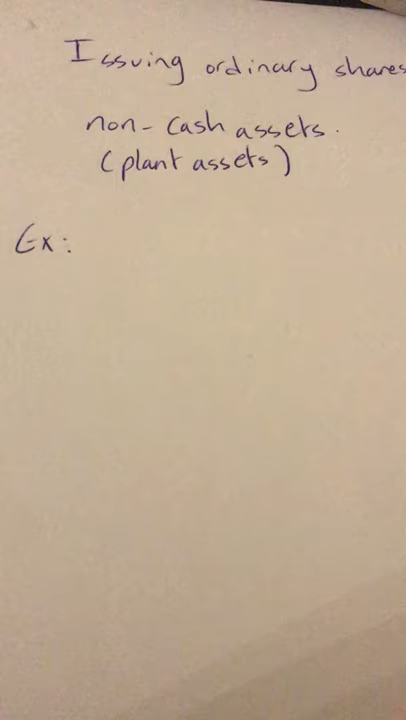 Issuing ordinary shares
non-cash assets.
(plant assets)
Ex: